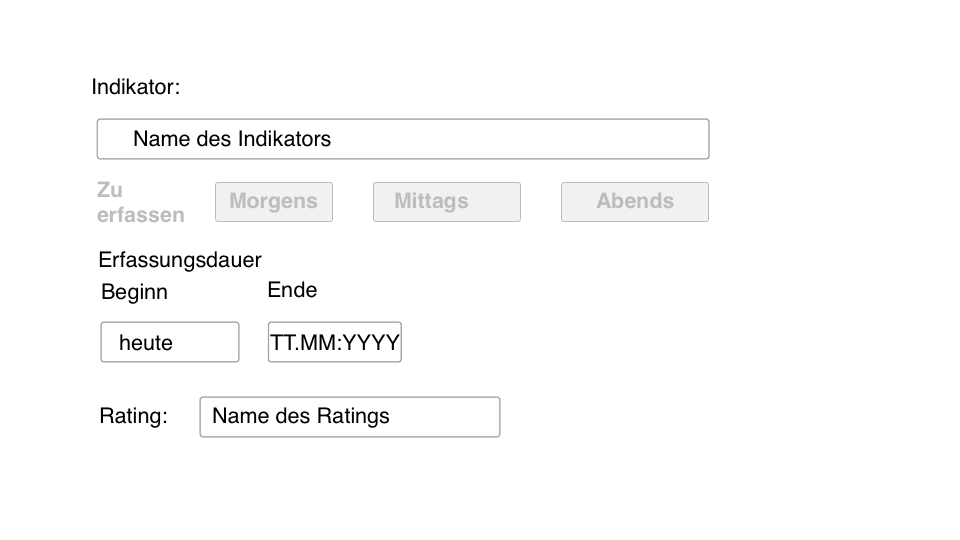 Indikator:
Name des Indikators
Zu
erfassen
Morgens
Mittags
Abends
Erfassungsdauer
Beginn
Ende
heute
TT.MM:YYYY
Rating:
Name des Ratings